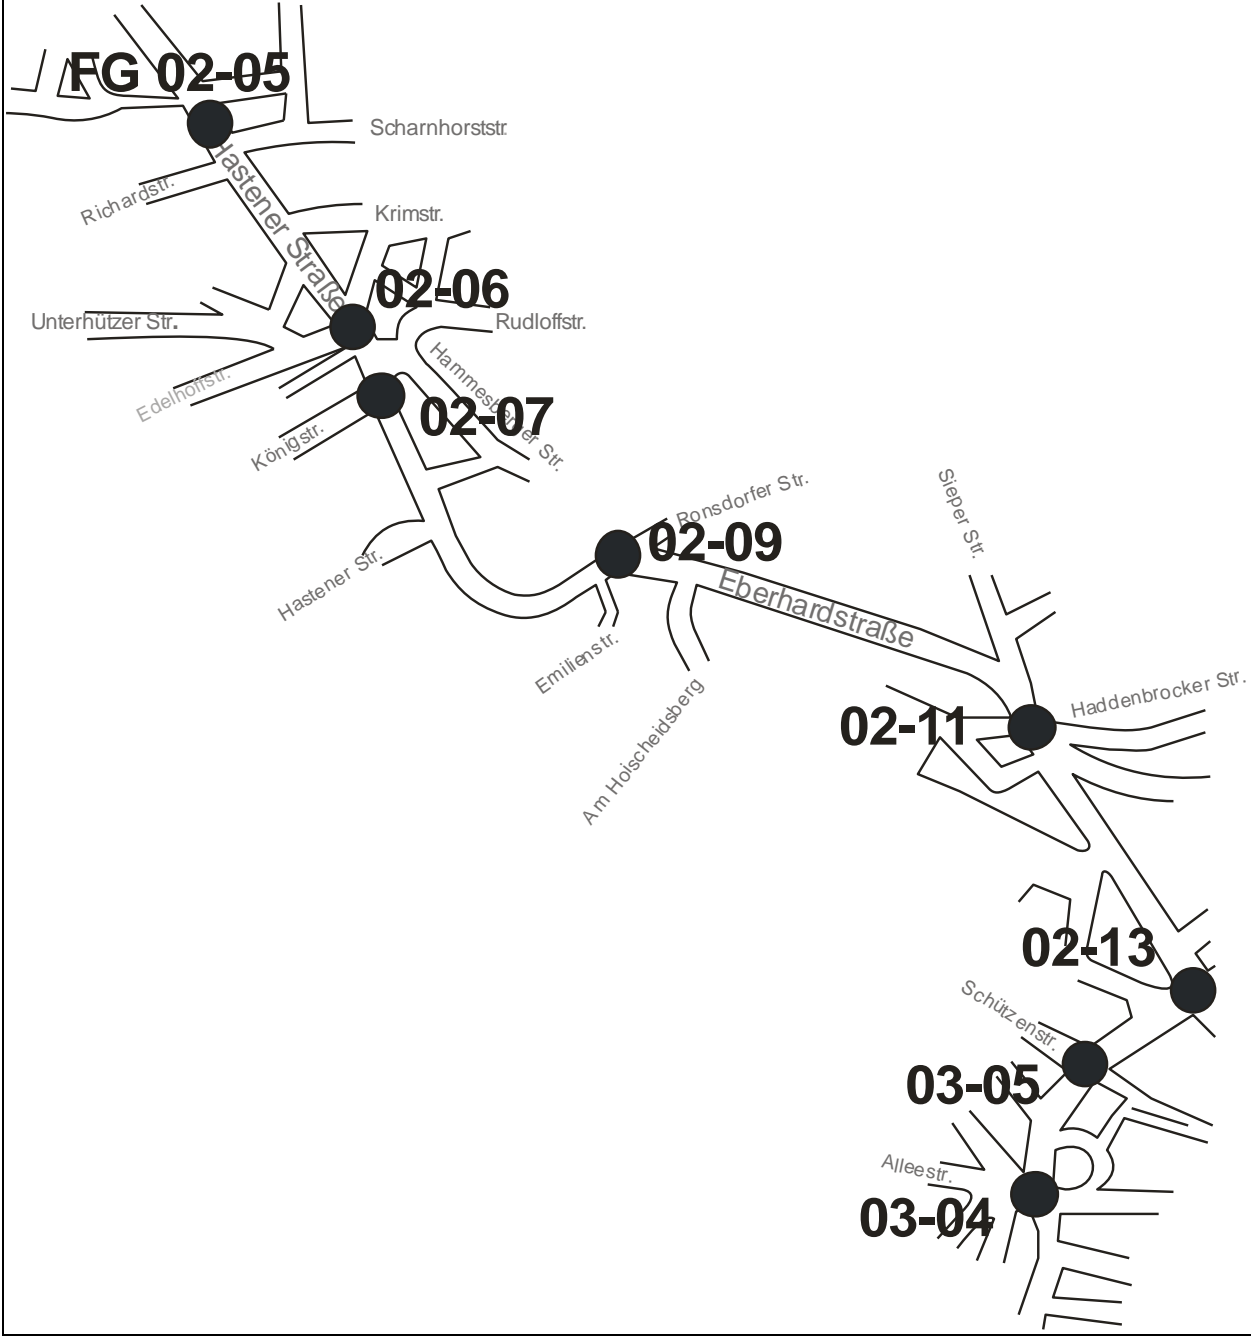 FG 02-05
Scharnhorststr.
Richardstr.
Hastener Straße
Krimstr.
02-06
Unterhützer Str.
Rudloffstr.
Edelhoffstr.
Hammesberger Str.
02-07
Königstr.
Sieper Str.
Ronsdorfer Str.
02-09
Hastener Str.
Eberhardstraße
Emilienstr.
Am Hoischeidsberg
Haddenbrocker Str.
02-11
02-13
Schützenstr.
03-05
Alleestr.
03-04